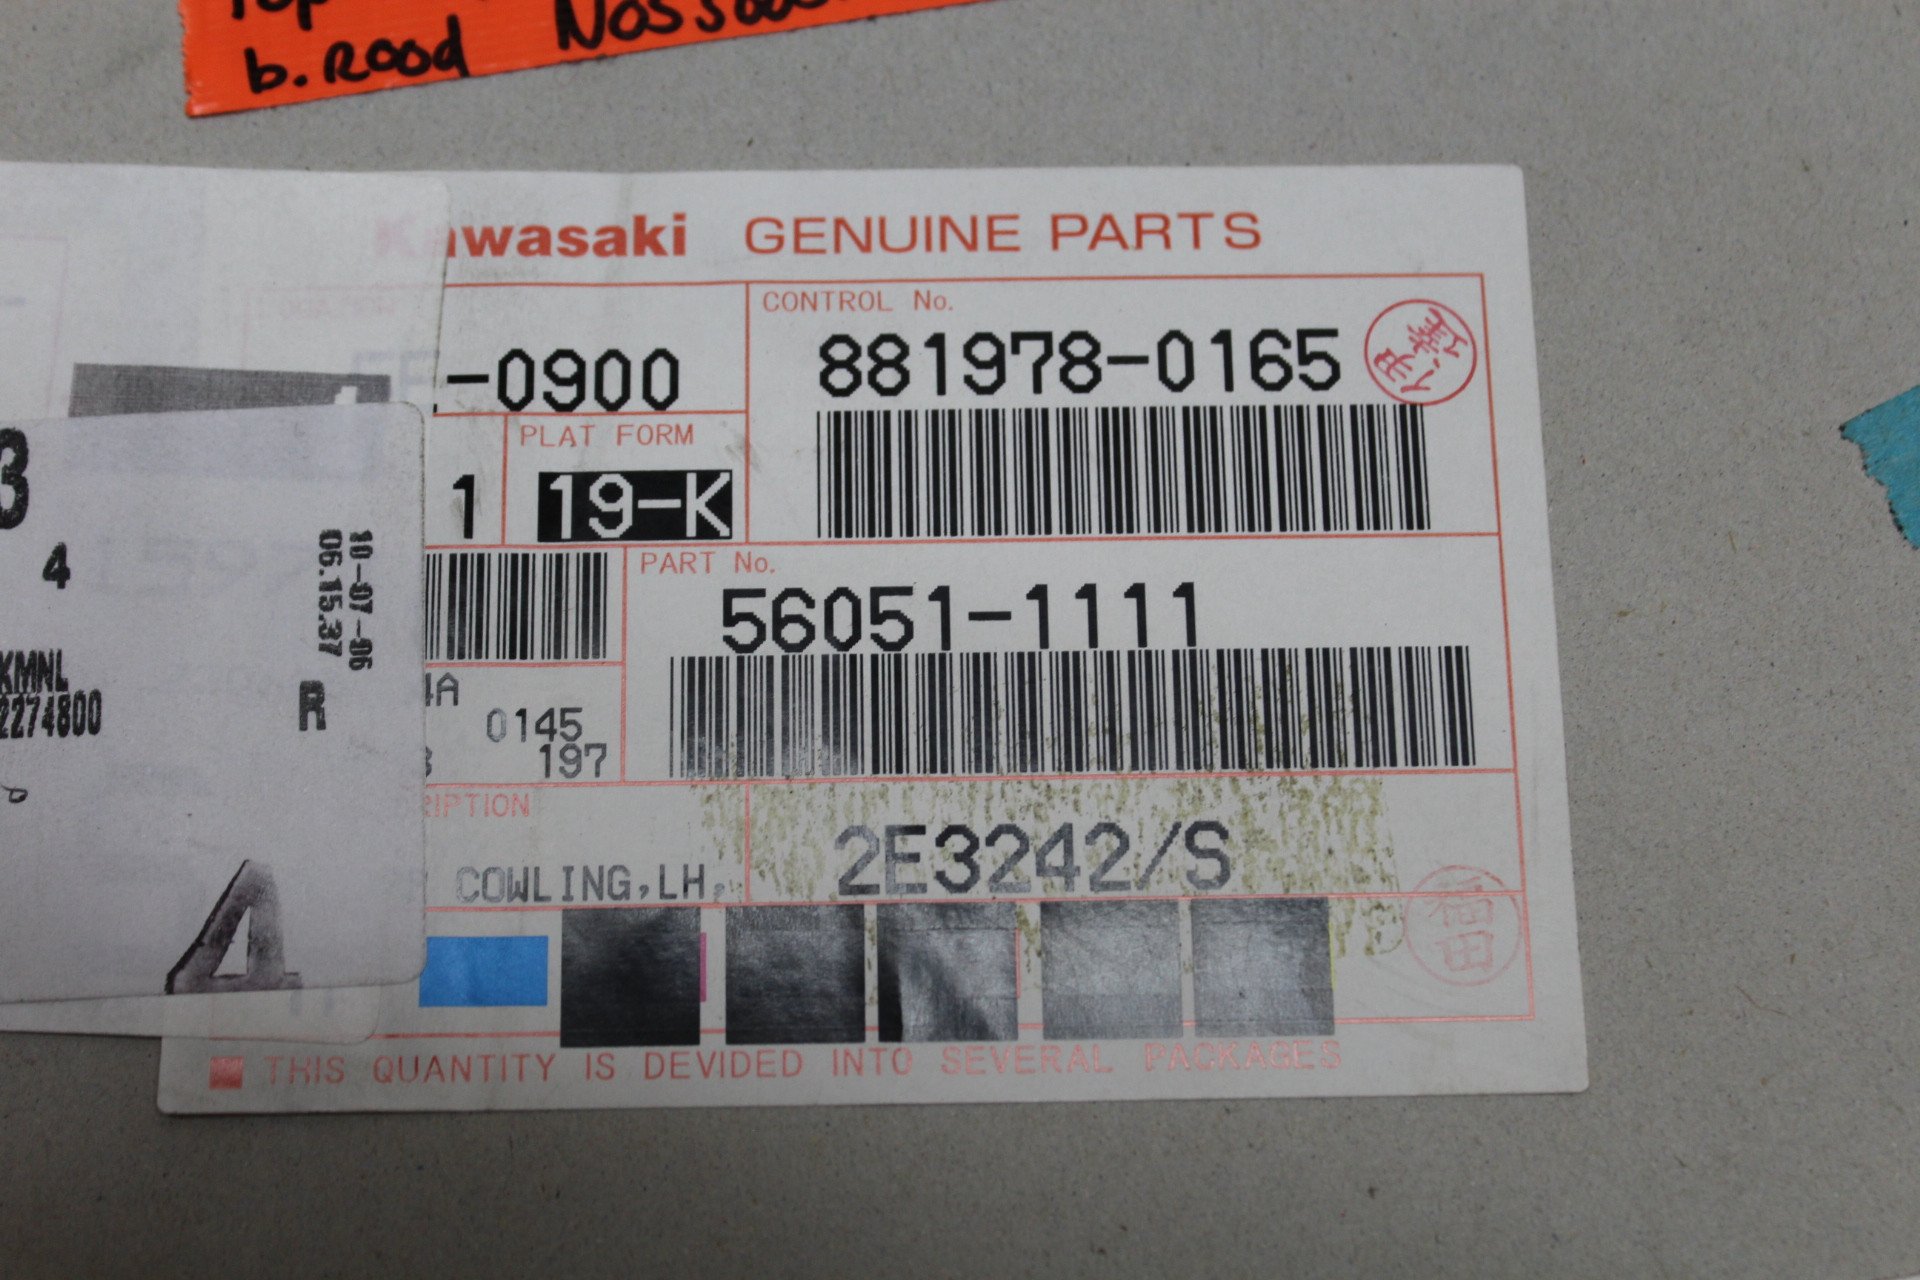 b. Rood
Kawasaki GENUINE PARTS
CONTROL No.
-0900
881978-0165
PLAT FORM
1
19-K
PART No.
56051-1111
4A
0145
197
RIPTION
COWLING,LH,
2E3242/S
THIS QUANTITY IS DEVIDED INTO SEVERAL PACKAGES
福田
3
4
10-07-06
06.15.37
KMNL
2274800
R